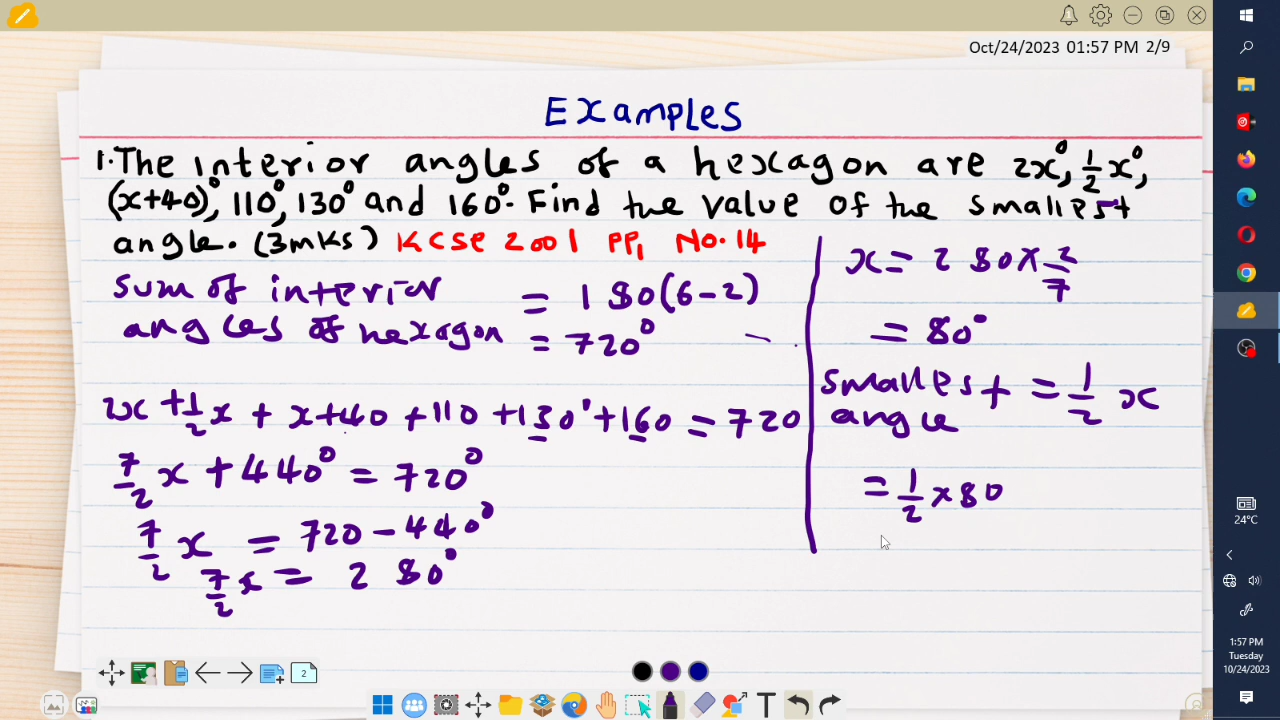 Oct/24/2023 01:57 PM 2/9
Examples
1. The interior angles of a hexagon are 2x°, 1/2 x°,
(x+40)°, 110°, 130° and 160°. Find the value of the smallest
angle. (3mks) KCSE 2001 PP1 No. 14
Sum of interior
angles of hexagon
= 180(6-2)
= 720°
2x + 1/2 x + x+40 + 110 + 130° + 160 = 720
7/2 x + 440° = 720°
7/2 x = 720 - 440°
7/2 x = 280°
x = 280 x 2/7
= 80°
smallest
angle
= 1/2 x
= 1/2 x 80
2
T
24°C
1:57 PM
Tuesday
10/24/2023